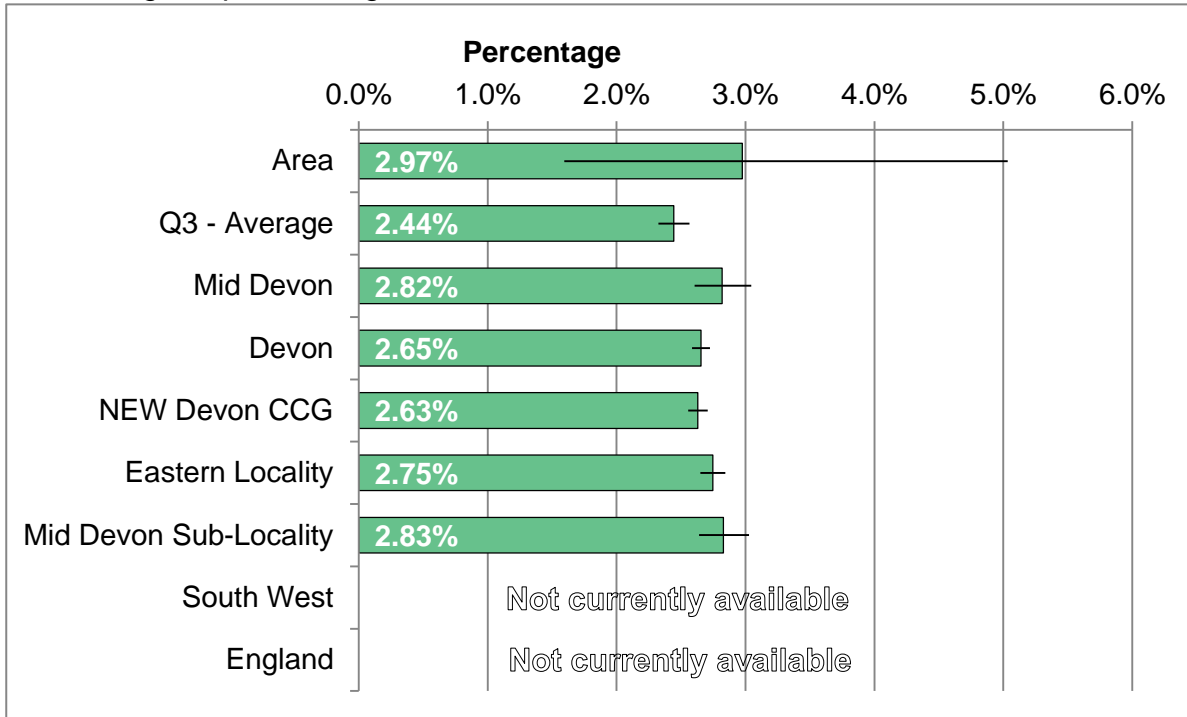 Percentage
0.0% 1.0% 2.0% 3.0% 4.0% 5.0% 6.0%
Area 2.97%
Q3 - Average 2.44%
Mid Devon 2.82%
Devon 2.65%
NEW Devon CCG 2.63%
Eastern Locality 2.75%
Mid Devon Sub-Locality 2.83%
South West Not currently available
England Not currently available